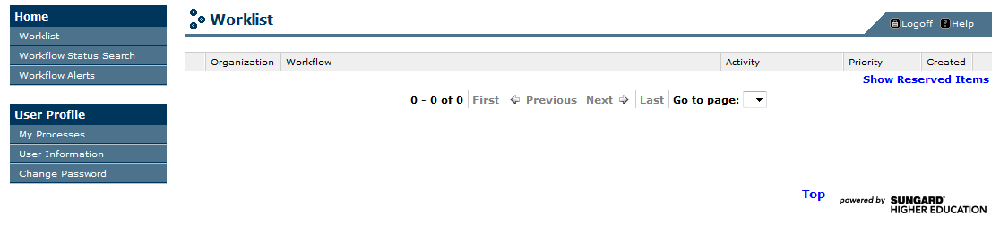 Home
Worklist
Workflow Status Search
Workflow Alerts
User Profile
My Processes
User Information
Change Password
Worklist
Logoff Help
Organization Workflow Activity Priority Created
Show Reserved Items
0 - 0 of 0 First Previous Next Last Go to page:
Top powered by SUNGARD®
HIGHER EDUCATION